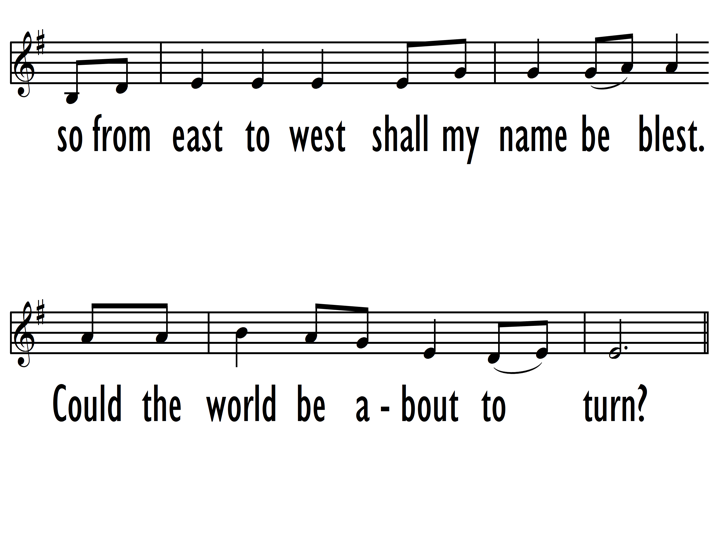 so from east to west shall my name be blest.
Could the world be a - bout to turn?